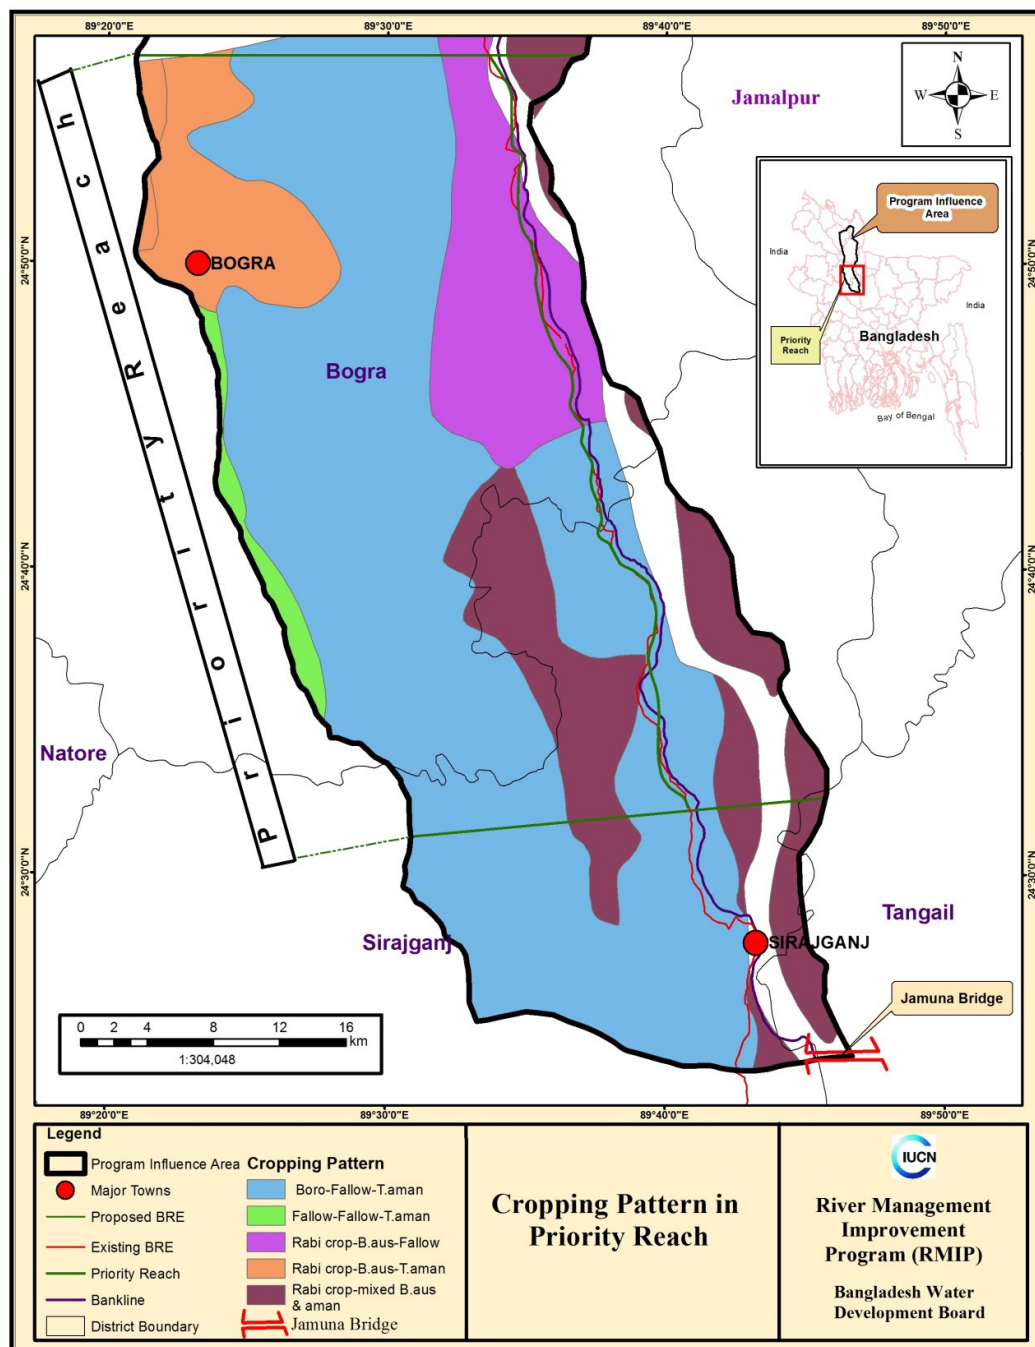 89°20'0"E
89°30'0"E
89°40'0"E
89°50'0"E
24°50'0"N
24°40'0"N
24°30'0"N
24°50'0"N
24°40'0"N
24°30'0"N
Priority Reach
Jamalpur
N
W E
S
Program Influence
Area
India
India
Priority
Reach
Bangladesh
Bay of Bengal
BOGRA
Bogra
Natore
Sirajganj
SIRAJGANJ
Tangail
Jamuna Bridge
0 2 4 8 12 16
km
1:304,048
89°20'0"E
89°30'0"E
89°40'0"E
89°50'0"E
Legend
Program Influence Area
Major Towns
Proposed BRE
Existing BRE
Priority Reach
Bankline
District Boundary
Cropping Pattern
Boro-Fallow-T.aman
Fallow-Fallow-T.aman
Rabi crop-B.aus-Fallow
Rabi crop-B.aus-T.aman
Rabi crop-mixed B.aus
& aman
Jamuna Bridge
Cropping Pattern in
Priority Reach
IUCN
River Management
Improvement
Program (RMIP)
Bangladesh Water
Development Board